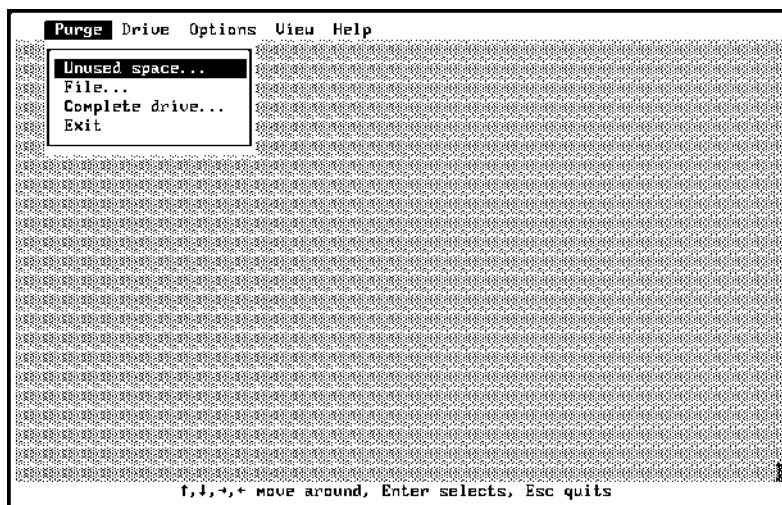 Purge Drive Options View Help
Unused space...
File...
Complete drive...
Exit
↑,↓,→,← move around, Enter selects, Esc quits